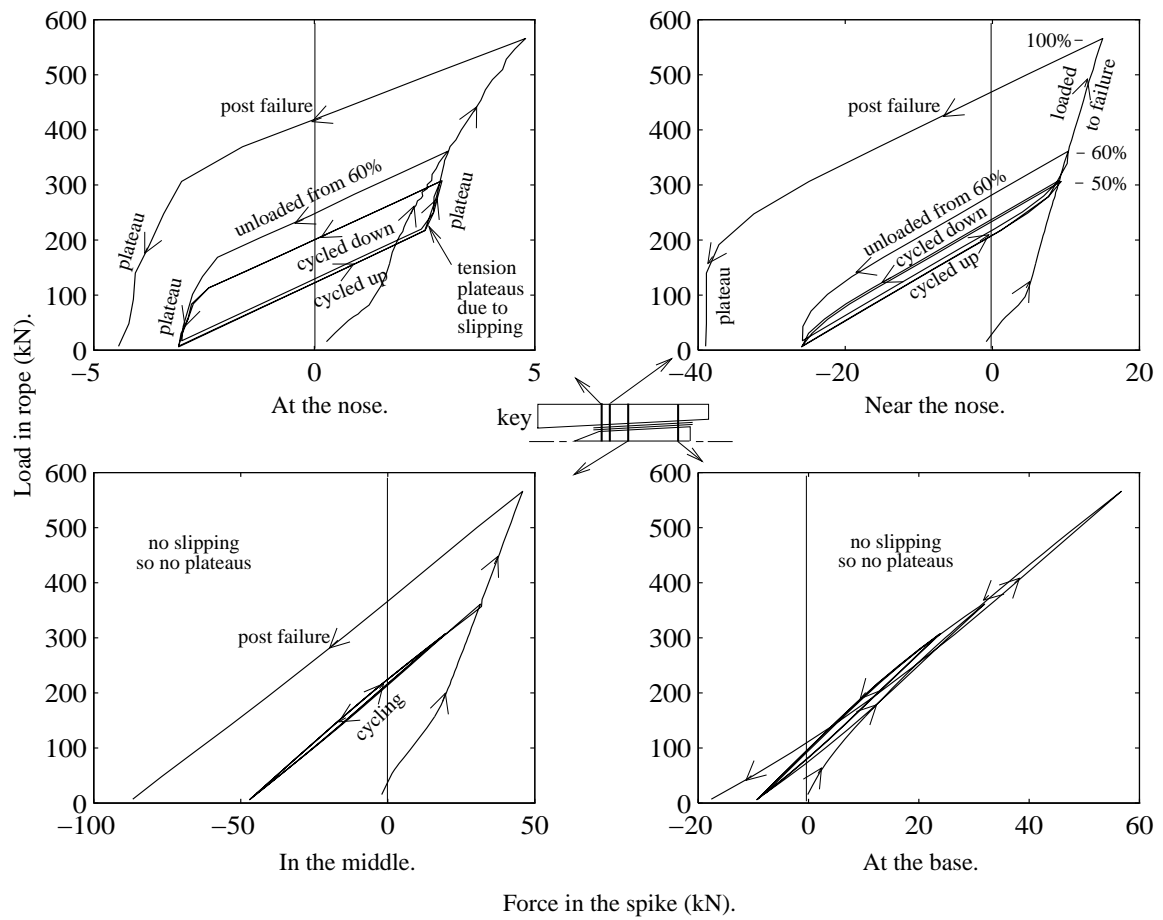 Load in rope (kN).
600
500
400
300
200
100
0
−5
0
5
post failure
unloaded from 60%
cycled down
cycled up
plateau
plateau
plateau
tension
plateaus
due to
slipping
At the nose.
600
500
400
300
200
100
0
−40
−20
0
20
100%
60%
50%
loaded
to failure
post failure
unloaded from 60%
cycled down
cycled up
plateau
Near the nose.
key
600
500
400
300
200
100
0
−100
−50
0
50
no slipping
so no plateaus
post failure
cycling
In the middle.
600
500
400
300
200
100
0
−20
0
20
40
60
no slipping
so no plateaus
At the base.
Force in the spike (kN).